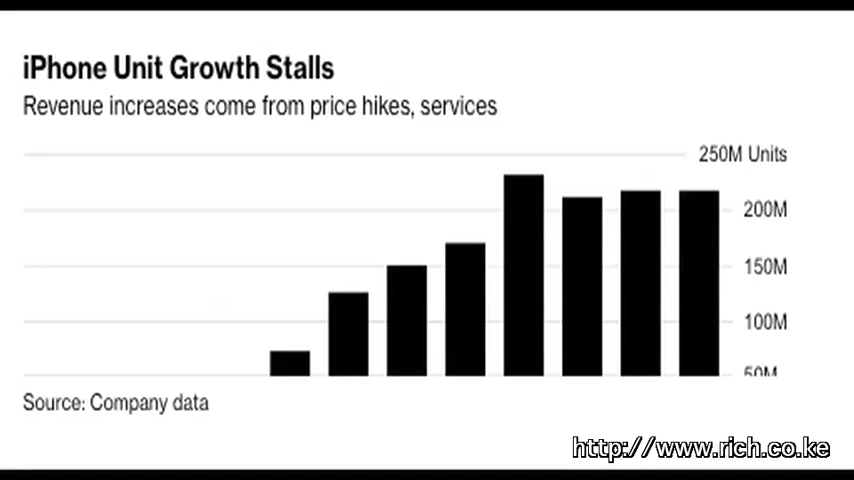 iPhone Unit Growth Stalls
Revenue increases come from price hikes, services
250M Units
200M
150M
100M
50M
Source: Company data
http://www.rich.co.ke